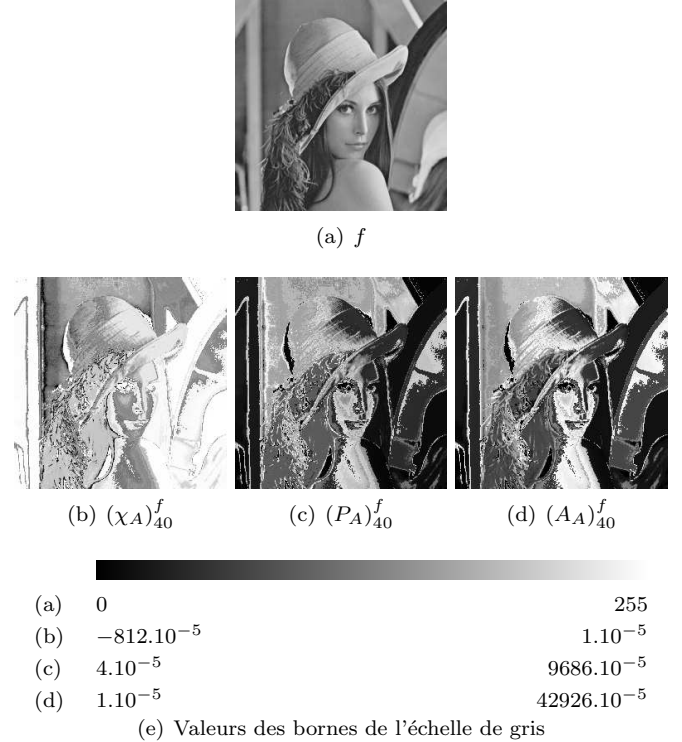 (a) f
(b) (χ_A)^f_40
(c) (P_A)^f_40
(d) (A_A)^f_40
(a) 0 255
(b) −812.10^−5 1.10^−5
(c) 4.10^−5 9686.10^−5
(d) 1.10^−5 42926.10^−5
(e) Valeurs des bornes de l'échelle de gris